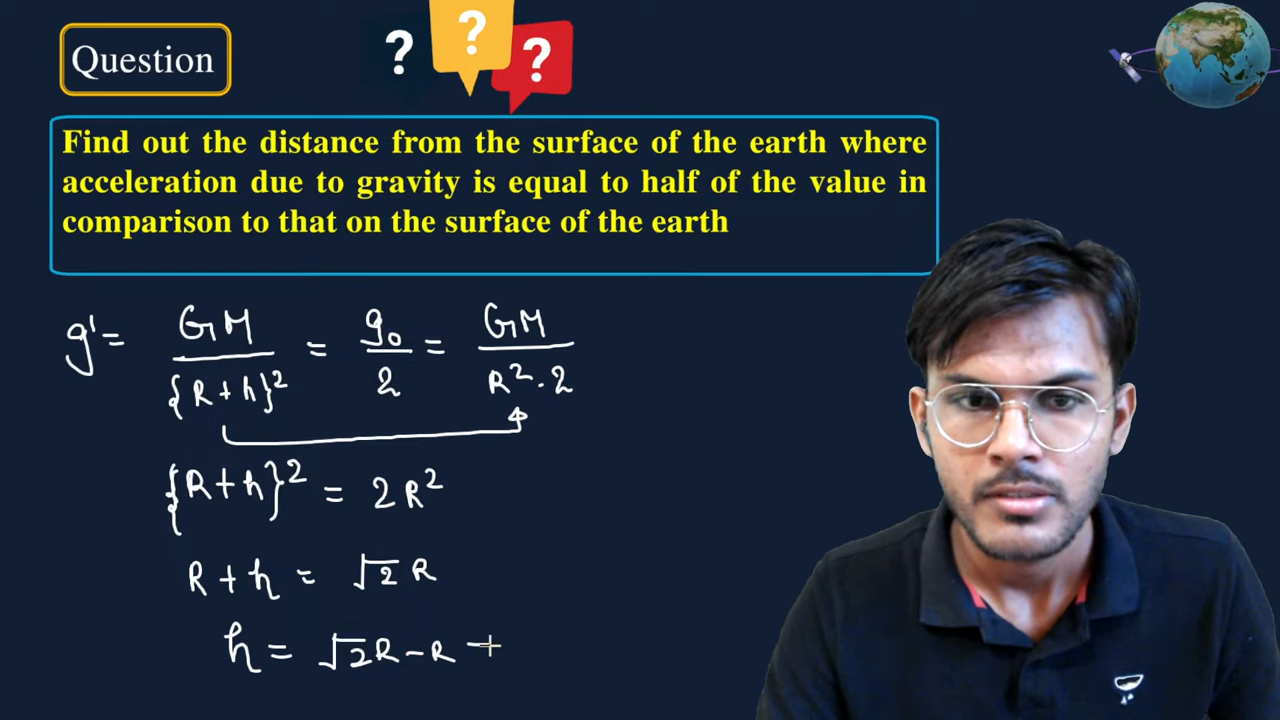 Question
? ? ?
Find out the distance from the surface of the earth where
acceleration due to gravity is equal to half of the value in
comparison to that on the surface of the earth
g' = GM / {R + h}² = g₀ / 2 = GM / R² · 2
{R + h}² = 2R²
R + h = √2 R
h = √2R − R